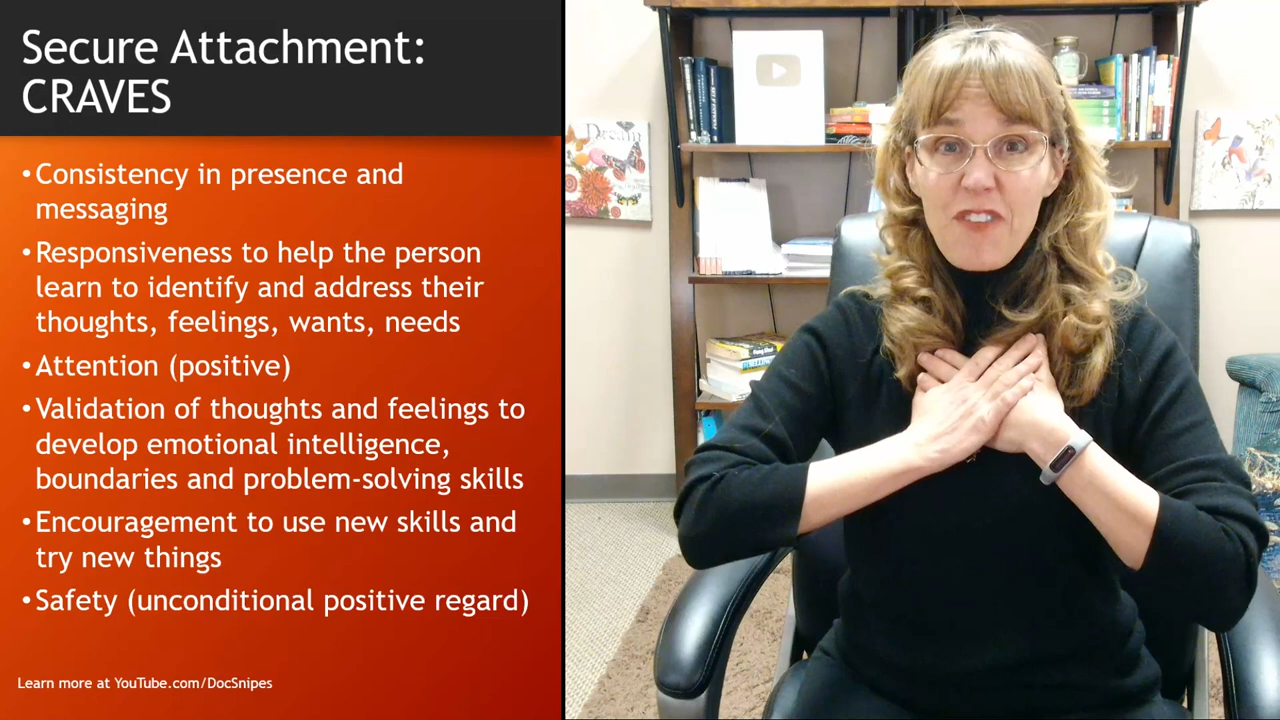 Secure Attachment:
CRAVES
•Consistency in presence and
messaging
•Responsiveness to help the person
learn to identify and address their
thoughts, feelings, wants, needs
•Attention (positive)
•Validation of thoughts and feelings to
develop emotional intelligence,
boundaries and problem-solving skills
•Encouragement to use new skills and
try new things
•Safety (unconditional positive regard)
Learn more at YouTube.com/DocSnipes
Dream